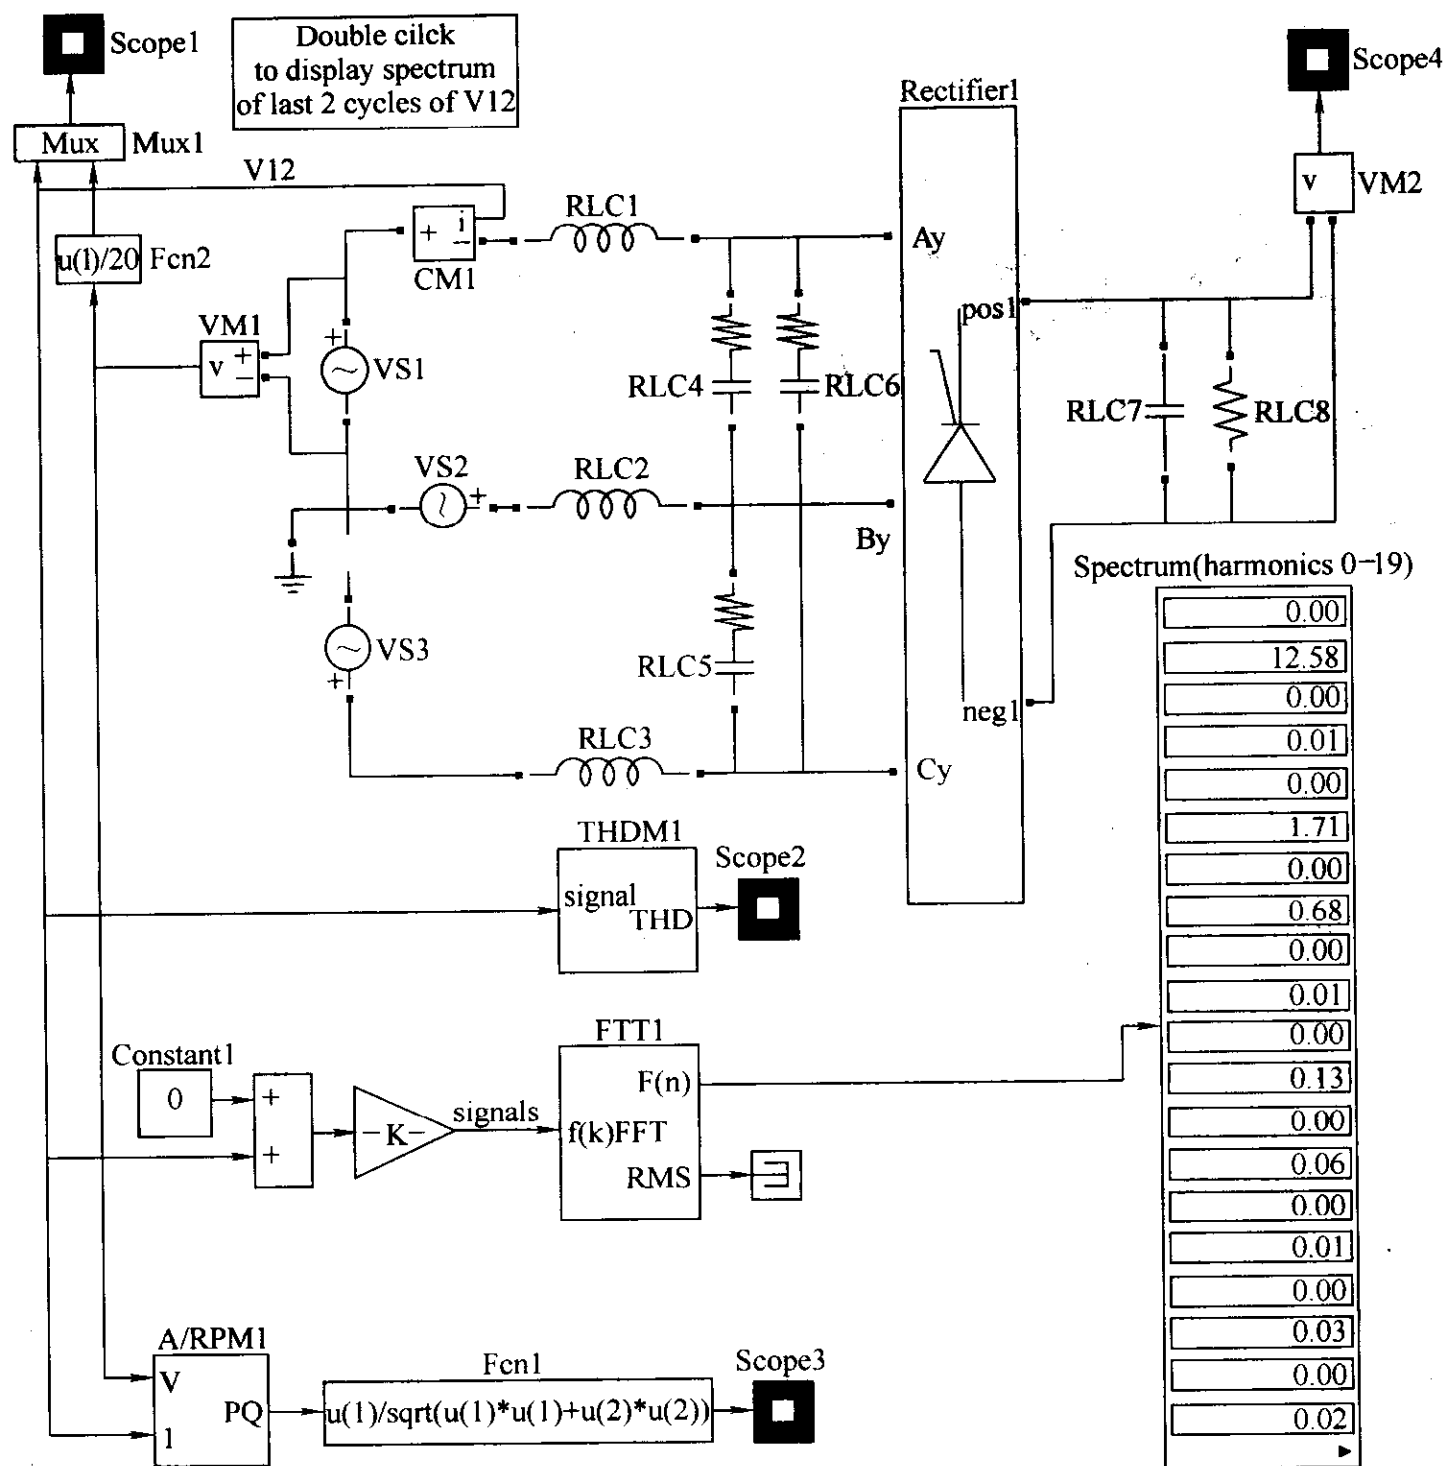 Scope1
Double cilck
to display spectrum
of last 2 cycles of V12
Scope4
Rectifier1
Mux
Mux1
V12
v
VM2
RLC1
+
i
−
CM1
Ay
u(1)/20
Fcn2
pos1
VM1
v
+
−
+
VS1
RLC4
RLC6
RLC7
RLC8
VS2
+
RLC2
By
Spectrum(harmonics 0-19)
0.00
12.58
0.00
0.01
0.00
1.71
0.00
0.68
0.00
0.01
0.00
0.13
0.00
0.06
0.00
0.01
0.00
0.03
0.00
0.02
VS3
+
RLC5
neg1
RLC3
Cy
THDM1
signal
THD
Scope2
FTT1
Constant1
0
+
+
-K-
signals
F(n)
f(k)FFT
RMS
A/RPM1
V
PQ
1
Fcn1
u(1)/sqrt(u(1)*u(1)+u(2)*u(2))
Scope3